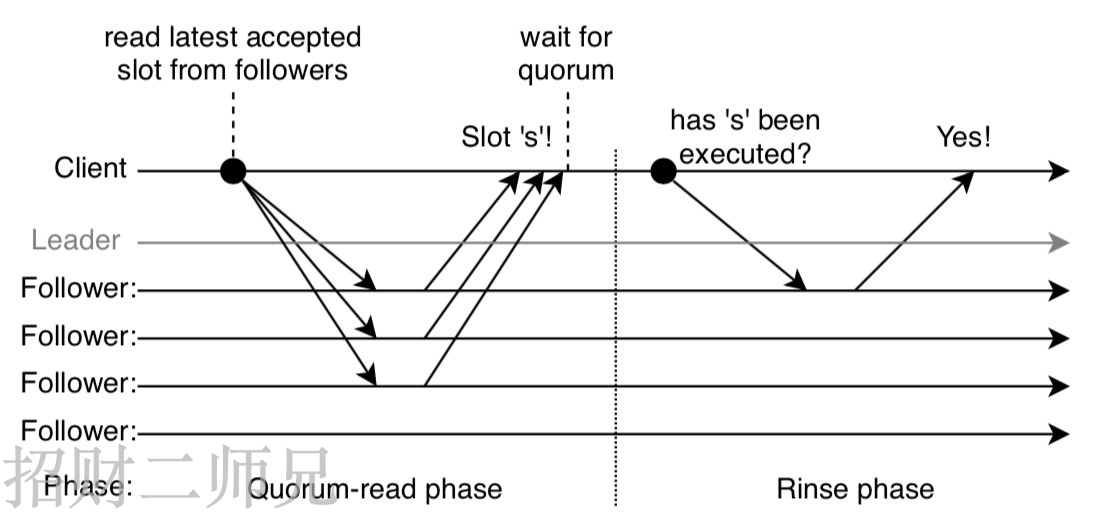 read latest accepted
slot from followers
wait for
quorum
Slot 's'!
has 's' been
executed?
Yes!
Client
Leader
Follower:
Follower:
Follower:
Follower:
招财二师兄
Phase:
Quorum-read phase
Rinse phase